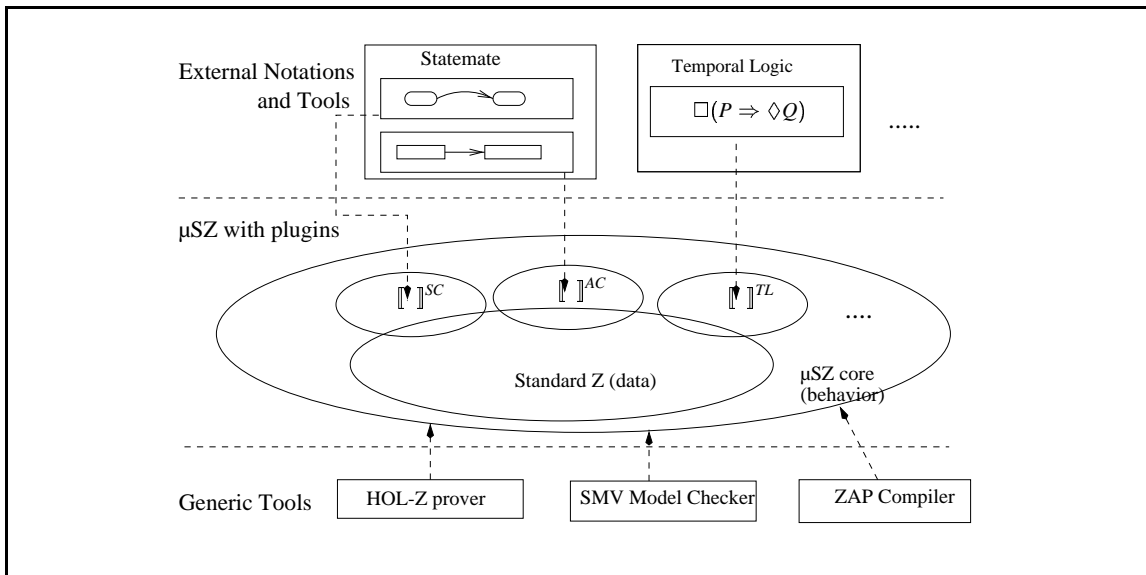 External Notations
and Tools
Statemate
Temporal Logic
□(P ⇒ ◊Q)
.....
μSZ with plugins
⟦ ⟧SC
⟦ ⟧AC
⟦ ⟧TL
....
Standard Z (data)
μSZ core
(behavior)
Generic Tools
HOL-Z prover
SMV Model Checker
ZAP Compiler